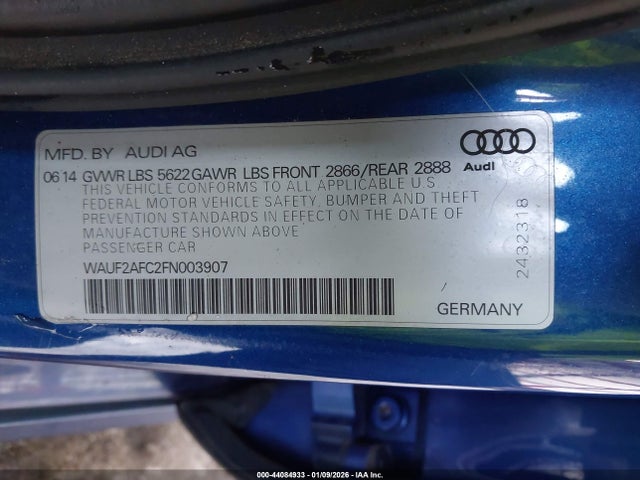 MFD. BY AUDI AG
06 14 GVWR LBS 5622 GAWR LBS FRONT 2866/REAR 2888
Audi
THIS VEHICLE CONFORMS TO ALL APPLICABLE U.S.
FEDERAL MOTOR VEHICLE SAFETY, BUMPER AND THEFT
PREVENTION STANDARDS IN EFFECT ON THE DATE OF
MANUFACTURE SHOWN ABOVE
PASSENGER CAR
WAUF2AFC2FN003907
2432318
GERMANY
000-44084933 - 01/09/2026 - IAA Inc.